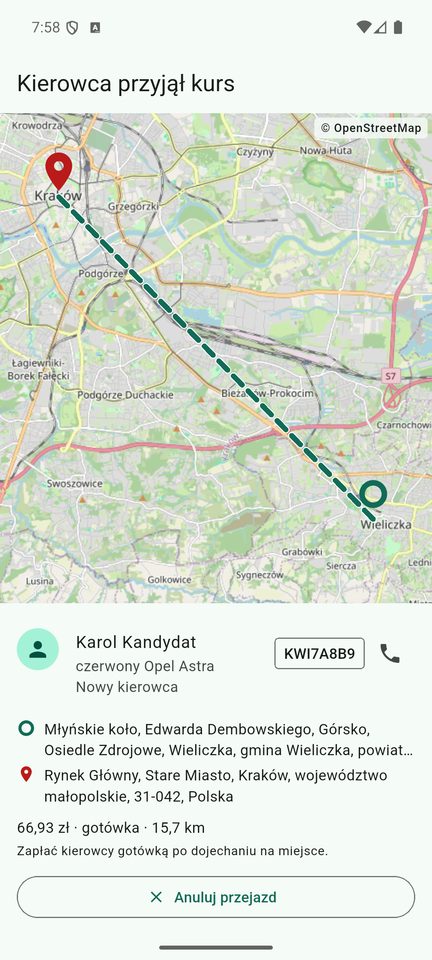 7:58
A
Kierowca przyjął kurs
© OpenStreetMap
Krowodrza
Czyżyny
Nowa Huta
Kraków
Grzegórzki
Podgórze
Łagiewniki-
Borek Fałęcki
S7
Podgórze Duchackie
Bieżanów-Prokocim
Czarnochowi
Swoszowice
Wieliczka
Grabówki
Siercza
Ledni
Lusina
Golkowice
Sygneczów
Karol Kandydat
czerwony Opel Astra
Nowy kierowca
KWI7A8B9
Młyńskie koło, Edwarda Dembowskiego, Górsko,
Osiedle Zdrojowe, Wieliczka, gmina Wieliczka, powiat…
Rynek Główny, Stare Miasto, Kraków, województwo
małopolskie, 31-042, Polska
66,93 zł · gotówka · 15,7 km
Zapłać kierowcy gotówką po dojechaniu na miejsce.
Anuluj przejazd